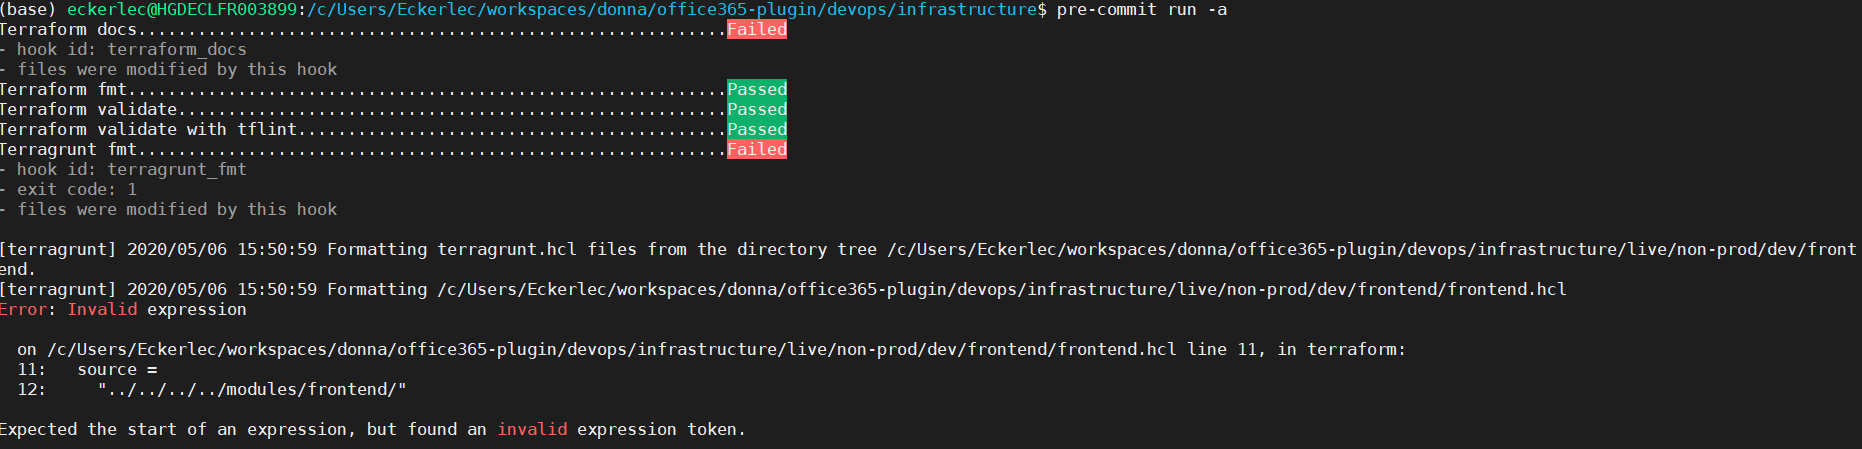 (base) eckerlec@HGDECLFR003899:/c/Users/Eckerlec/workspaces/donna/office365-plugin/devops/infrastructure$ pre-commit run -a
Terraform docs...........................................................Failed
- hook id: terraform_docs
- files were modified by this hook
Terraform fmt............................................................Passed
Terraform validate.......................................................Passed
Terraform validate with tflint...........................................Passed
Terragrunt fmt...........................................................Failed
- hook id: terragrunt_fmt
- exit code: 1
- files were modified by this hook
[terragrunt] 2020/05/06 15:50:59 Formatting terragrunt.hcl files from the directory tree /c/Users/Eckerlec/workspaces/donna/office365-plugin/devops/infrastructure/live/non-prod/dev/front
end.
[terragrunt] 2020/05/06 15:50:59 Formatting /c/Users/Eckerlec/workspaces/donna/office365-plugin/devops/infrastructure/live/non-prod/dev/frontend/frontend.hcl
Error: Invalid expression
on /c/Users/Eckerlec/workspaces/donna/office365-plugin/devops/infrastructure/live/non-prod/dev/frontend/frontend.hcl line 11, in terraform:
11:   source =
12:     "../../../../modules/frontend/"
Expected the start of an expression, but found an invalid expression token.